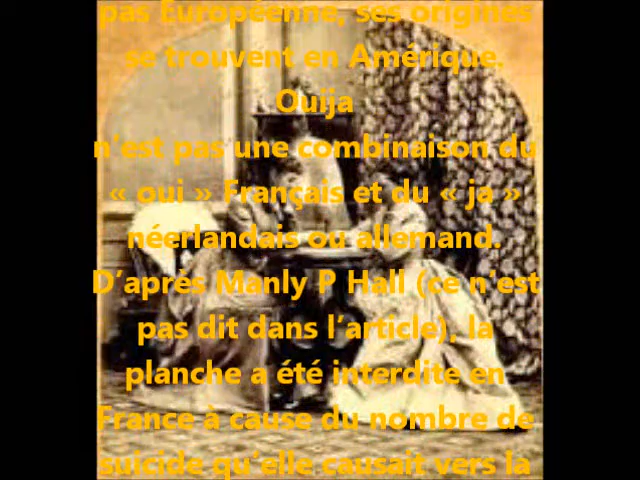 pas Européenne, ses origines
se trouvent en Amérique.
Ouija
n'est pas une combinaison du
« oui » Français et du « ja »
néerlandais ou allemand.
D'après Manly P Hall (ce n'est
pas dit dans l'article), la
planche a été interdite en
France à cause du nombre de
suicide qu'elle causait vers la